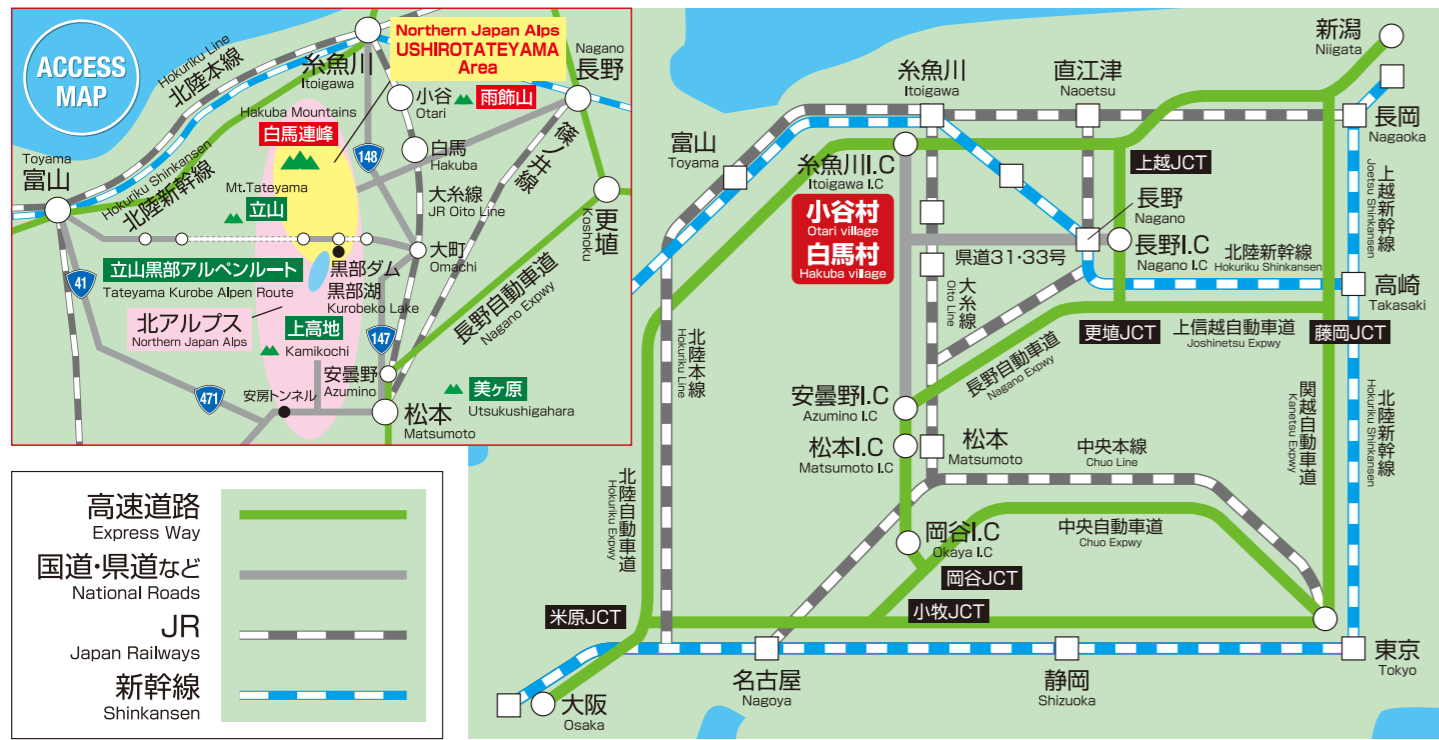 ACCESS
MAP
Hokuriku Line
北陸本線
糸魚川
Itoigawa
Northern Japan Alps
USHIROTATEYAMA
Area
Nagano
長野
小谷
Otari
雨飾山
Hakuba Mountains
白馬連峰
148
白馬
Hakuba
篠ノ井線
Toyama
富山
Hokuriku Shinkansen
北陸新幹線
Mt.Tateyama
立山
大糸線
JR Oito Line
更埴
Koshoku
立山黒部アルペンルート
Tateyama Kurobe Alpen Route
黒部ダム
黒部湖
Kurobeko Lake
大町
Omachi
41
長野自動車道
Nagano Expwy
北アルプス
Northern Japan Alps
上高地
Kamikochi
147
安曇野
Azumino
471
安房トンネル
美ヶ原
Utsukushigahara
松本
Matsumoto
高速道路
Express Way
国道・県道など
National Roads
JR
Japan Railways
新幹線
Shinkansen
新潟
Niigata
糸魚川
Itoigawa
直江津
Naoetsu
長岡
Nagaoka
富山
Toyama
糸魚川I.C
Itoigawa I.C
上越JCT
上越新幹線
Joetsu Shinkansen
小谷村
Otari village
白馬村
Hakuba village
長野
Nagano
県道31・33号
長野I.C
Nagano I.C
北陸新幹線
Hokuriku Shinkansen
大糸線
Oito Line
高崎
Takasaki
北陸本線
Hokuriku Line
更埴JCT
上信越自動車道
Joshinetsu Expwy
藤岡JCT
長野自動車道
Nagano Expwy
安曇野I.C
Azumino I.C
関越自動車道
Kanetsu Expwy
北陸新幹線
Hokuriku Shinkansen
松本I.C
Matsumoto I.C
松本
Matsumoto
中央本線
Chuo Line
北陸自動車道
Hokuriku Expwy
岡谷I.C
Okaya I.C
中央自動車道
Chuo Expwy
岡谷JCT
米原JCT
小牧JCT
大阪
Osaka
名古屋
Nagoya
静岡
Shizuoka
東京
Tokyo